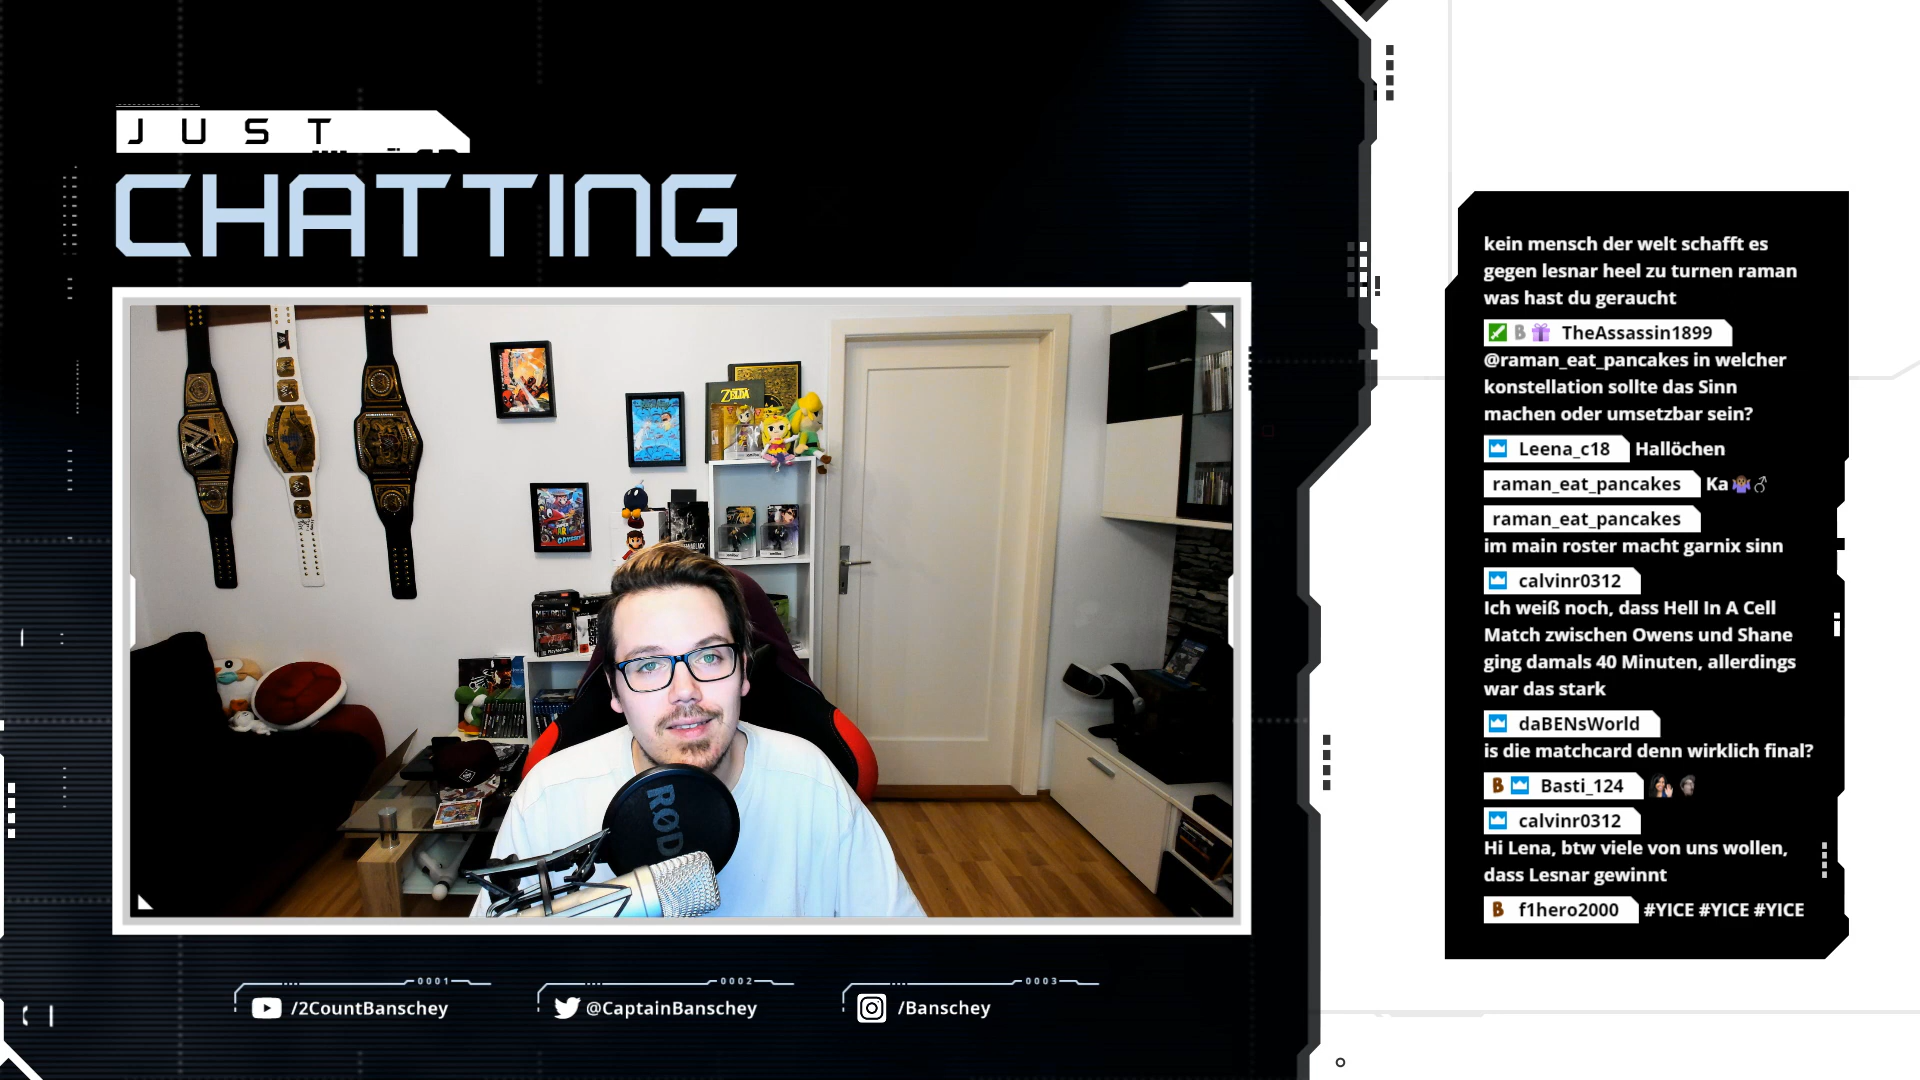 JUST
CHATTING
ZELDA
RØDE
0001
/2CountBanschey
0002
@CaptainBanschey
0003
/Banschey
kein mensch der welt schafft es
gegen lesnar heel zu turnen raman
was hast du geraucht
B TheAssassin1899
@raman_eat_pancakes in welcher
konstellation sollte das Sinn
machen oder umsetzbar sein?
Leena_c18 Hallöchen
raman_eat_pancakes Ka🤷🏾‍♂
raman_eat_pancakes
im main roster macht garnix sinn
calvinr0312
Ich weiß noch, dass Hell In A Cell
Match zwischen Owens und Shane
ging damals 40 Minuten, allerdings
war das stark
daBENsWorld
is die matchcard denn wirklich final?
B Basti_124
calvinr0312
Hi Lena, btw viele von uns wollen,
dass Lesnar gewinnt
B f1hero2000 #YICE #YICE #YICE